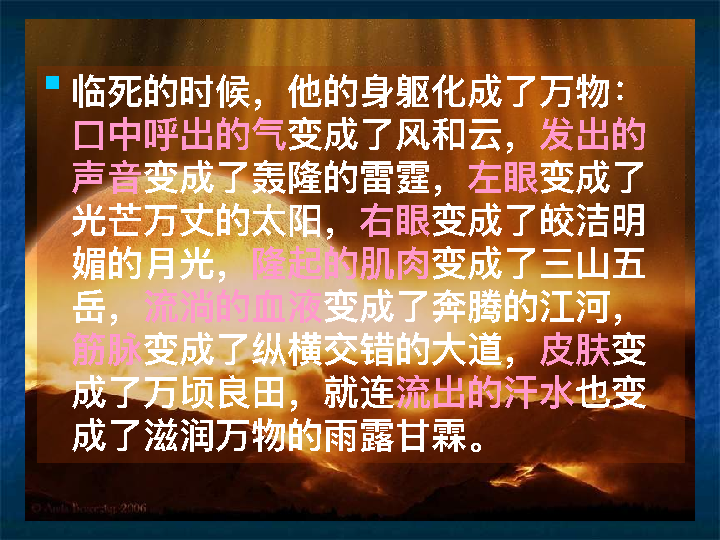 临死的时候，他的身躯化成了万物：
口中呼出的气变成了风和云，发出的
声音变成了轰隆的雷霆，左眼变成了
光芒万丈的太阳，右眼变成了皎洁明
媚的月光，隆起的肌肉变成了三山五
岳，流淌的血液变成了奔腾的江河，
筋脉变成了纵横交错的大道，皮肤变
成了万顷良田，就连流出的汗水也变
成了滋润万物的雨露甘霖。